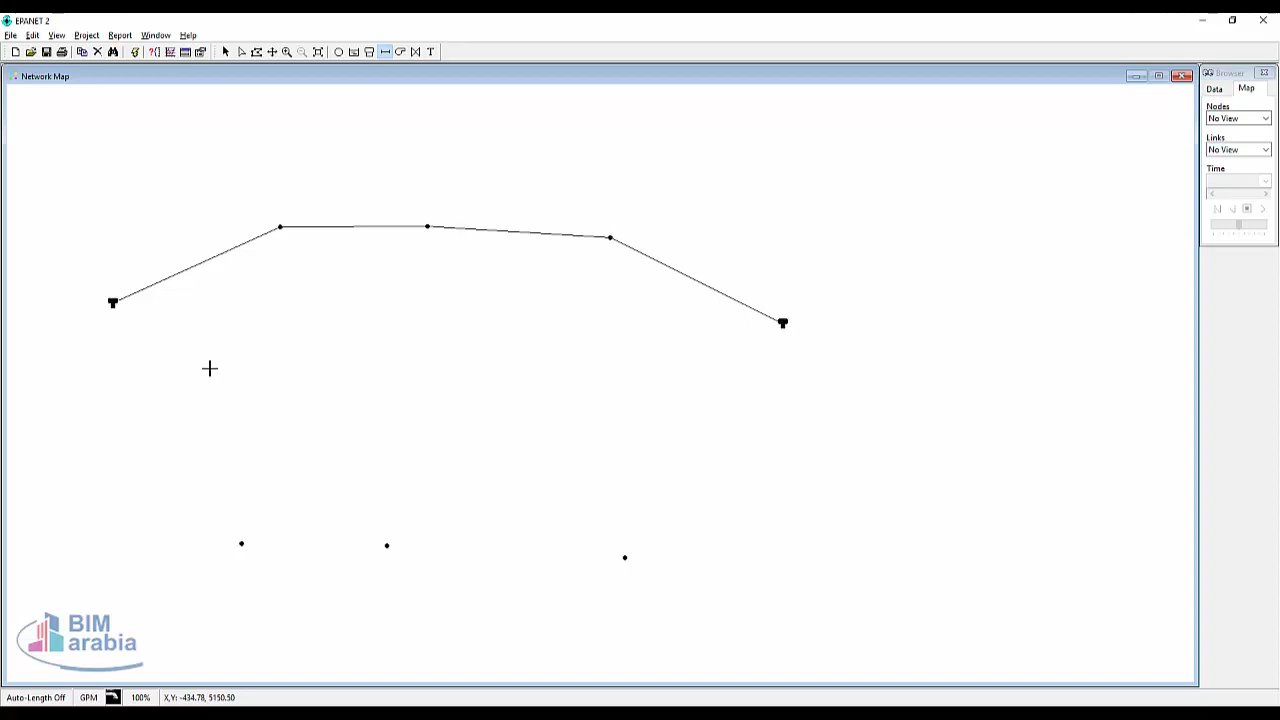 EPANET 2
File Edit View Project Report Window Help
T
Network Map
Browser
Data Map
Nodes
No View
Links
No View
Time
BIM
arabia
Auto-Length Off GPM 100% X,Y: -434.78, 5150.50